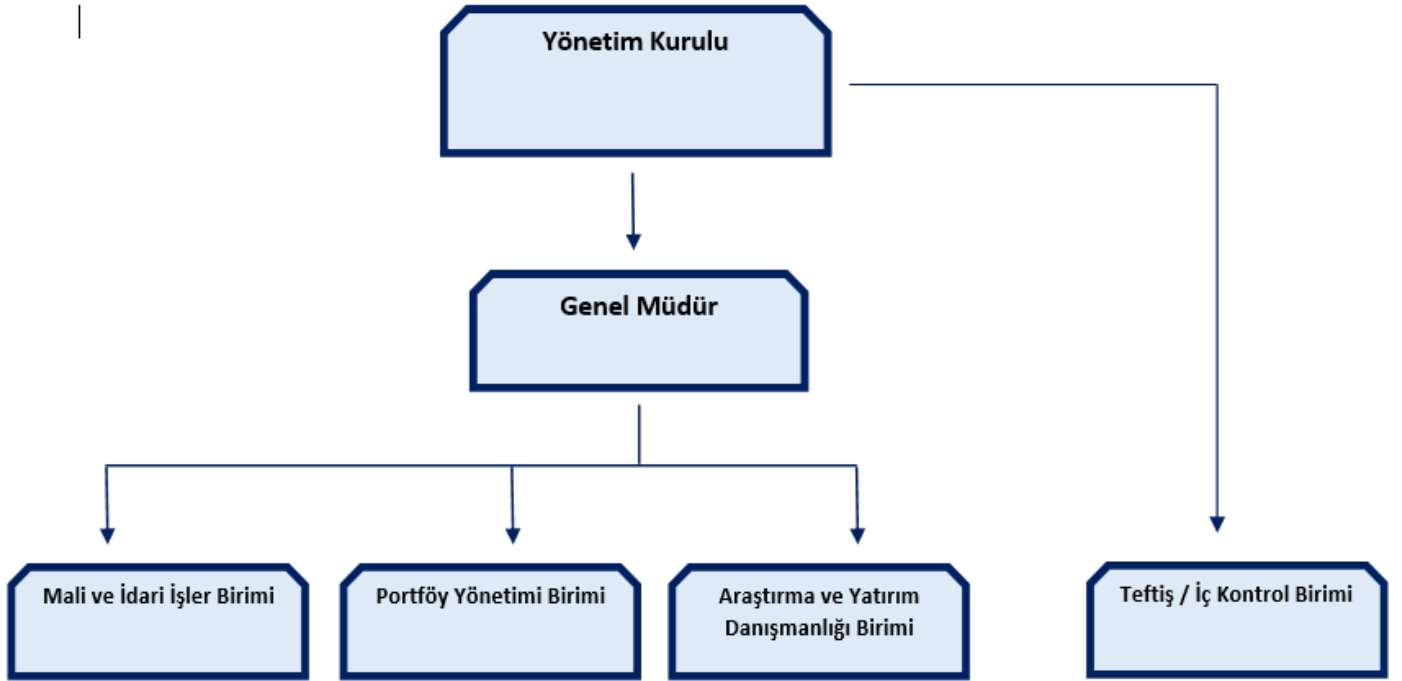 Yönetim Kurulu
Genel Müdür
Mali ve İdari İşler Birimi
Portföy Yönetimi Birimi
Araştırma ve Yatırım
Danışmanlığı Birimi
Teftiş / İç Kontrol Birimi